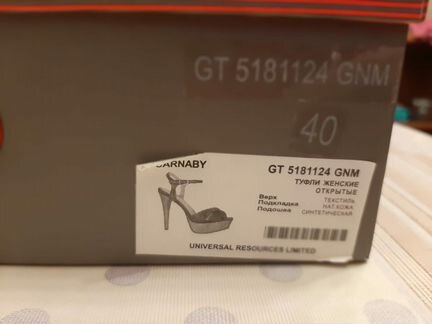 GT 5181124 GNM
40
CARNABY
GT 5181124 GNM
ТУФЛИ ЖЕНСКИЕ
ОТКРЫТЫЕ
Верх ТЕКСТИЛЬ
Подкладка НАТ.КОЖА
Подошва СИНТЕТИЧЕСКАЯ
UNIVERSAL RESOURCES LIMITED